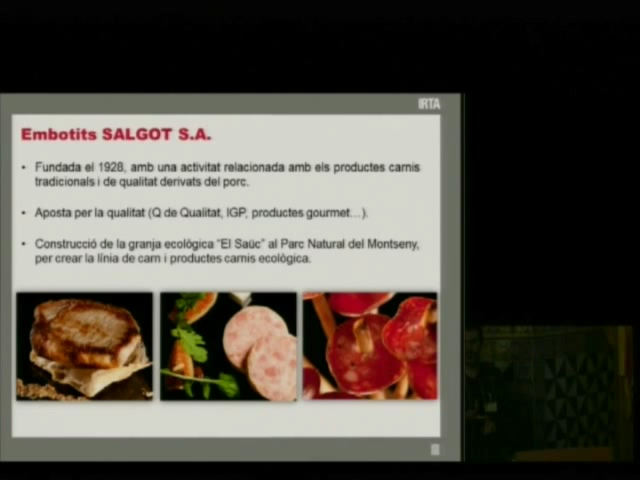 IRTA
Embotits SALGOT S.A.
• Fundada el 1928, amb una activitat relacionada amb els productes carnis
tradicionals i de qualitat derivats del porc.
• Aposta per la qualitat (Q de Qualitat, IGP, productes gourmet…).
• Construcció de la granja ecològica “El Saüc” al Parc Natural del Montseny,
per crear la línia de carn i productes carnis ecològica.